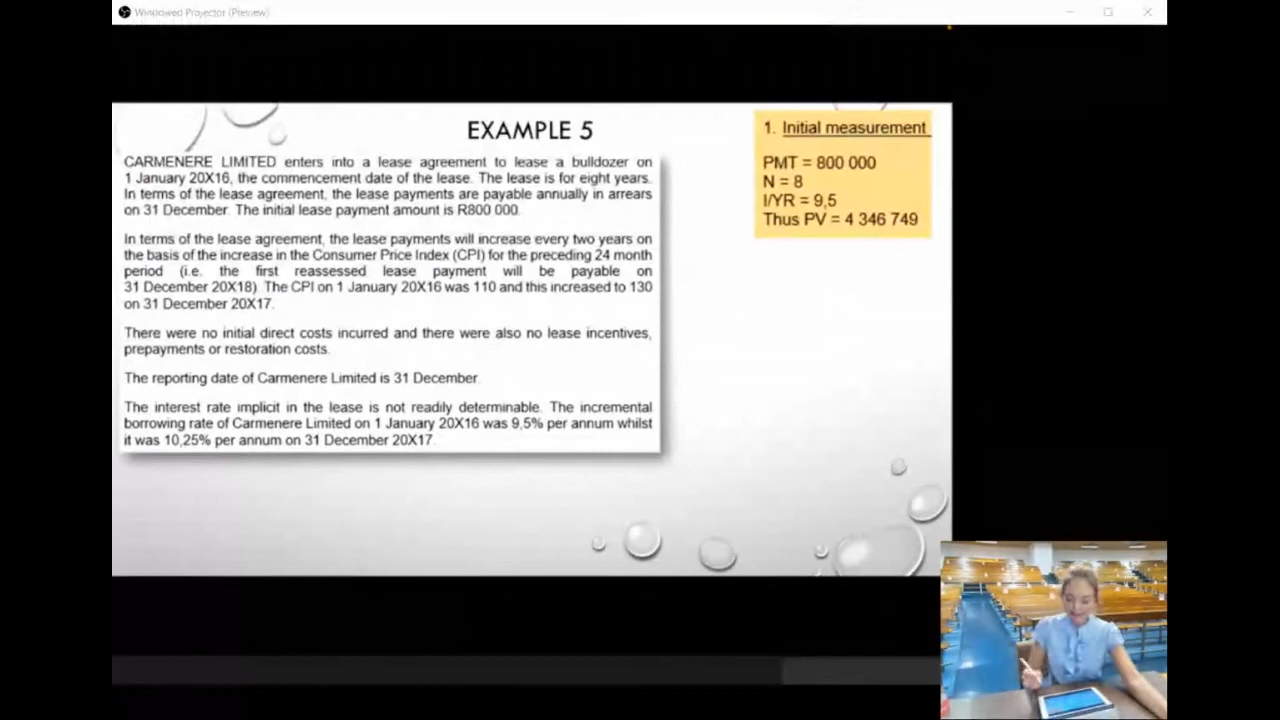 Windowed Projector (Preview)
EXAMPLE 5
CARMENERE LIMITED enters into a lease agreement to lease a bulldozer on
1 January 20X16, the commencement date of the lease. The lease is for eight years.
In terms of the lease agreement, the lease payments are payable annually in arrears
on 31 December. The initial lease payment amount is R800 000.
In terms of the lease agreement, the lease payments will increase every two years on
the basis of the increase in the Consumer Price Index (CPI) for the preceding 24 month
period (i.e. the first reassessed lease payment will be payable on
31 December 20X18). The CPI on 1 January 20X16 was 110 and this increased to 130
on 31 December 20X17.
There were no initial direct costs incurred and there were also no lease incentives,
prepayments or restoration costs.
The reporting date of Carmenere Limited is 31 December.
The interest rate implicit in the lease is not readily determinable. The incremental
borrowing rate of Carmenere Limited on 1 January 20X16 was 9,5% per annum whilst
it was 10,25% per annum on 31 December 20X17.
1. Initial measurement
PMT = 800 000
N = 8
I/YR = 9,5
Thus PV = 4 346 749